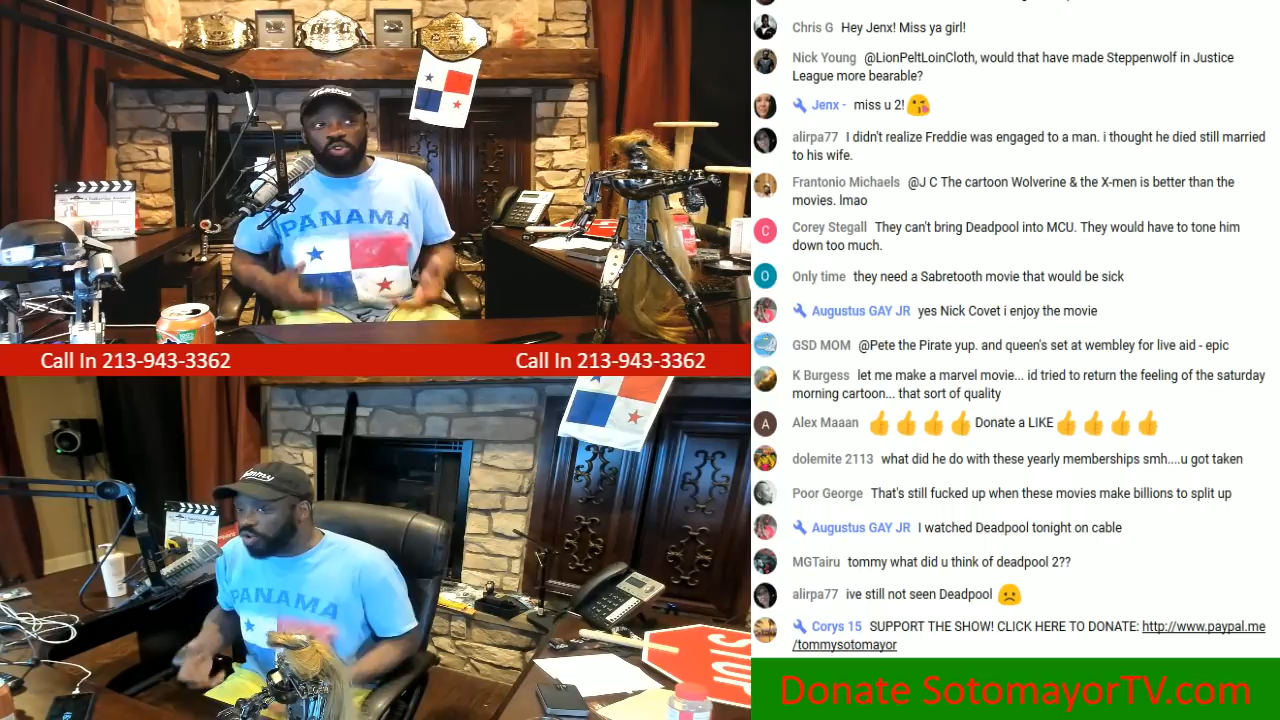 Tommy
PANAMA
Call In 213-943-3362
Call In 213-943-3362
Tommy
PANAMA
STOP
Chris G Hey Jenx! Miss ya girl!
Nick Young @LionPeltLoinCloth, would that have made Steppenwolf in Justice
League more bearable?
Jenx - miss u 2! 😘
alirpa77 I didn't realize Freddie was engaged to a man. i thought he died still married
to his wife.
Frantonio Michaels @J C The cartoon Wolverine & the X-men is better than the
movies. lmao
C
Corey Stegall They can't bring Deadpool into MCU. They would have to tone him
down too much.
O
Only time they need a Sabretooth movie that would be sick
Augustus GAY JR yes Nick Covet i enjoy the movie
GSD MOM @Pete the Pirate yup. and queen's set at wembley for live aid - epic
K Burgess let me make a marvel movie... id tried to return the feeling of the saturday
morning cartoon... that sort of quality
A
Alex Maaan 👍👍👍👍 Donate a LIKE 👍👍👍👍
dolemite 2113 what did he do with these yearly memberships smh....u got taken
Poor George That's still fucked up when these movies make billions to split up
Augustus GAY JR I watched Deadpool tonight on cable
MGTairu tommy what did u think of deadpool 2??
alirpa77 ive still not seen Deadpool 🙁
Corys 15 SUPPORT THE SHOW! CLICK HERE TO DONATE: http://www.paypal.me
/tommysotomayor
Donate SotomayorTV.com